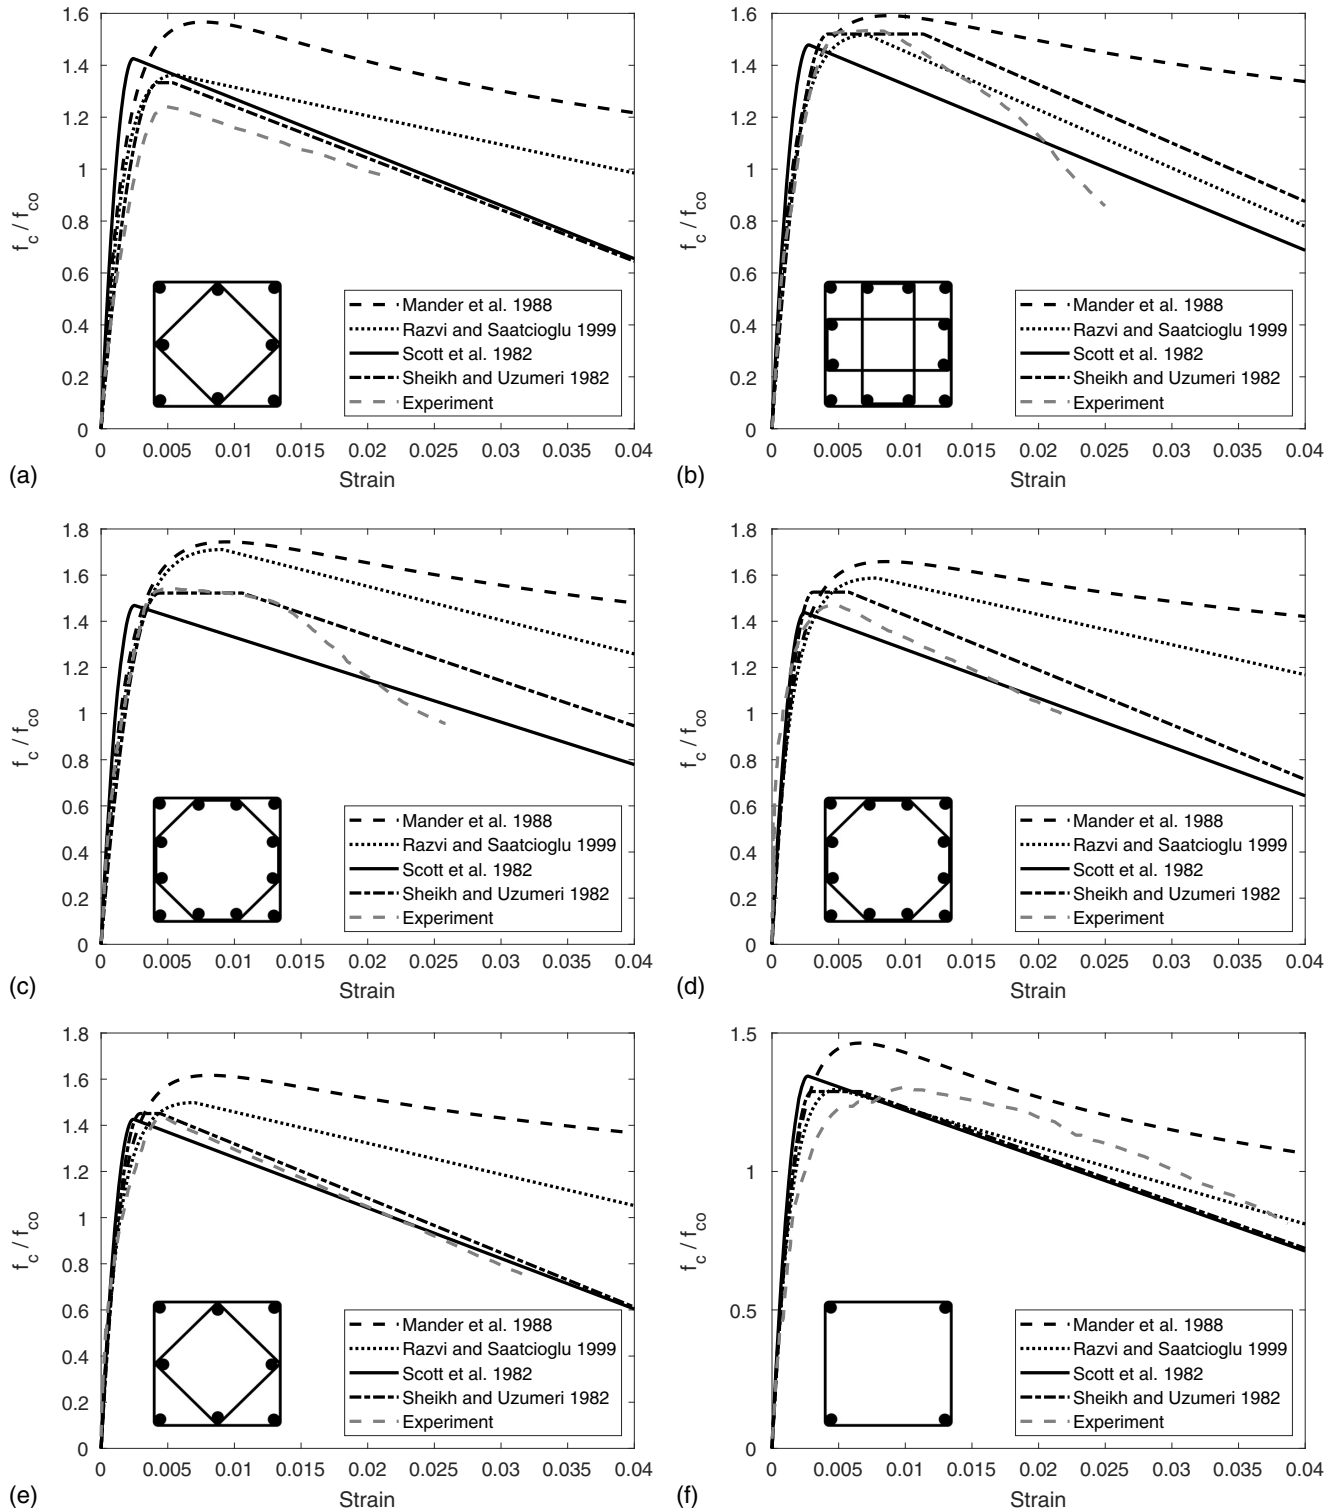 1.6
1.4
1.2
1
0.8
0.6
0.4
0.2
0
f_c / f_co
0 0.005 0.01 0.015 0.02 0.025 0.03 0.035 0.04
Strain
Mander et al. 1988
Razvi and Saatcioglu 1999
Scott et al. 1982
Sheikh and Uzumeri 1982
Experiment
(a)
1.6
1.4
1.2
1
0.8
0.6
0.4
0.2
0
f_c / f_co
0 0.005 0.01 0.015 0.02 0.025 0.03 0.035 0.04
Strain
Mander et al. 1988
Razvi and Saatcioglu 1999
Scott et al. 1982
Sheikh and Uzumeri 1982
Experiment
(b)
1.8
1.6
1.4
1.2
1
0.8
0.6
0.4
0.2
0
f_c / f_co
0 0.005 0.01 0.015 0.02 0.025 0.03 0.035 0.04
Strain
Mander et al. 1988
Razvi and Saatcioglu 1999
Scott et al. 1982
Sheikh and Uzumeri 1982
Experiment
(c)
1.8
1.6
1.4
1.2
1
0.8
0.6
0.4
0.2
0
f_c / f_co
0 0.005 0.01 0.015 0.02 0.025 0.03 0.035 0.04
Strain
Mander et al. 1988
Razvi and Saatcioglu 1999
Scott et al. 1982
Sheikh and Uzumeri 1982
Experiment
(d)
1.8
1.6
1.4
1.2
1
0.8
0.6
0.4
0.2
0
f_c / f_co
0 0.005 0.01 0.015 0.02 0.025 0.03 0.035 0.04
Strain
Mander et al. 1988
Razvi and Saatcioglu 1999
Scott et al. 1982
Sheikh and Uzumeri 1982
Experiment
(e)
1.5
1
0.5
0
f_c / f_co
0 0.005 0.01 0.015 0.02 0.025 0.03 0.035 0.04
Strain
Mander et al. 1988
Razvi and Saatcioglu 1999
Scott et al. 1982
Sheikh and Uzumeri 1982
Experiment
(f)